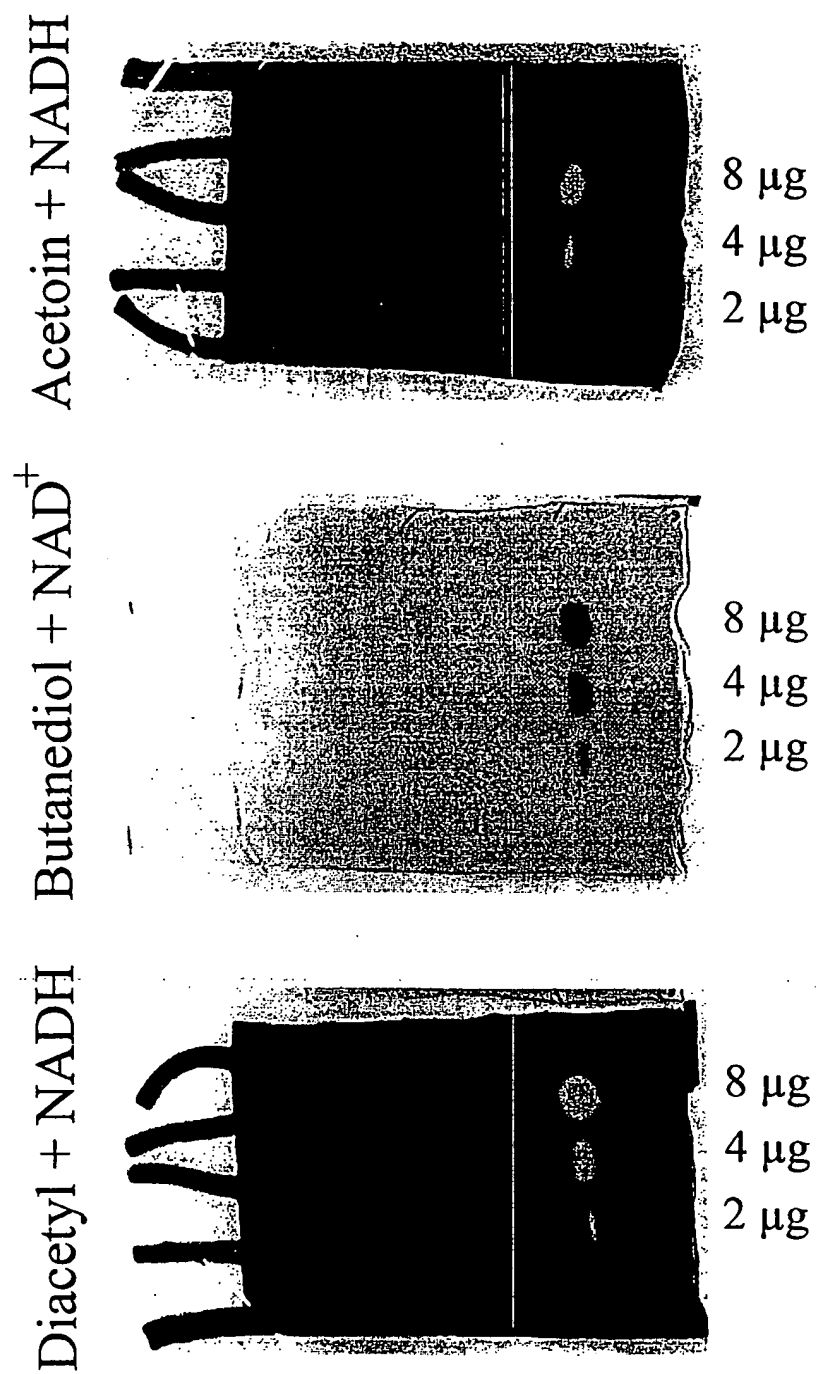 Acetoin + NADH
8 µg
4 µg
2 µg
Butanediol + NAD⁺
8 µg
4 µg
2 µg
Diacetyl + NADH
8 µg
4 µg
2 µg